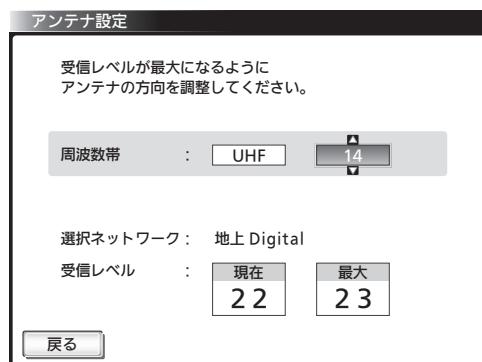 アンテナ設定
受信レベルが最大になるように
アンテナの方向を調整してください。
周波数帯 : UHF 14
選択ネットワーク : 地上 Digital
受信レベル : 現在 最大
22 23
戻る